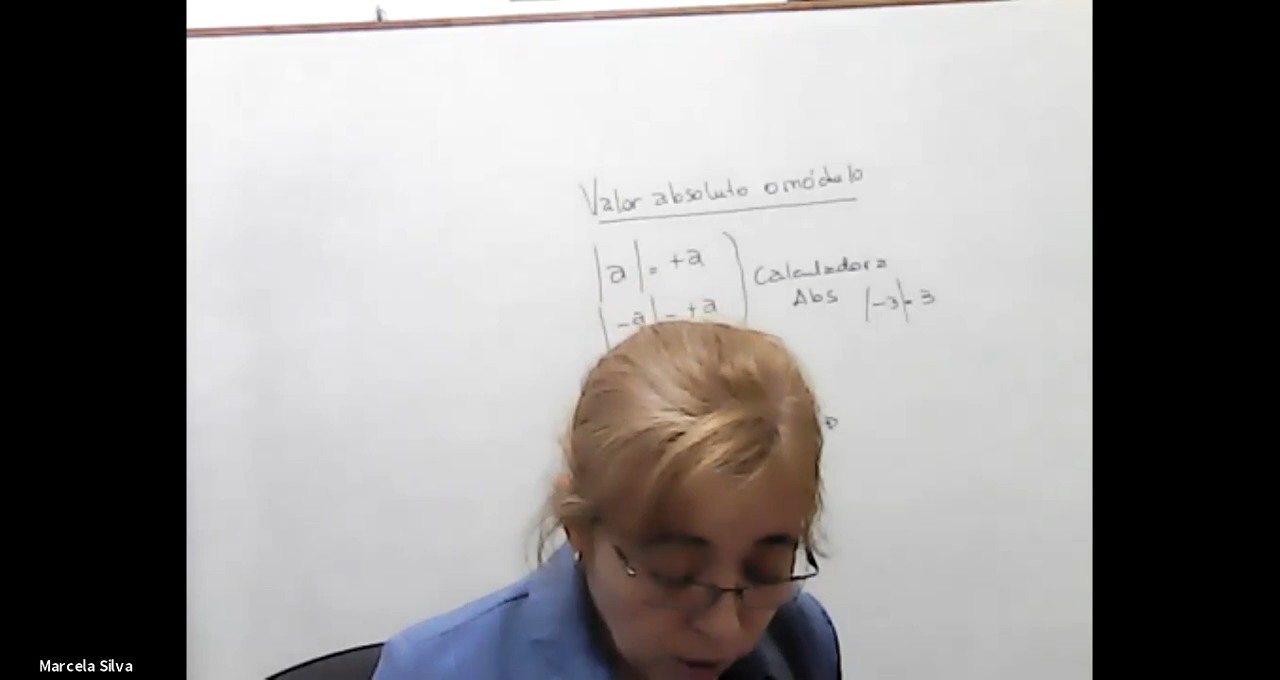 Valor absoluto o módulo
|a| = +a
|-a| = +a
Calculadora
Abs |-3| = 3
Marcela Silva